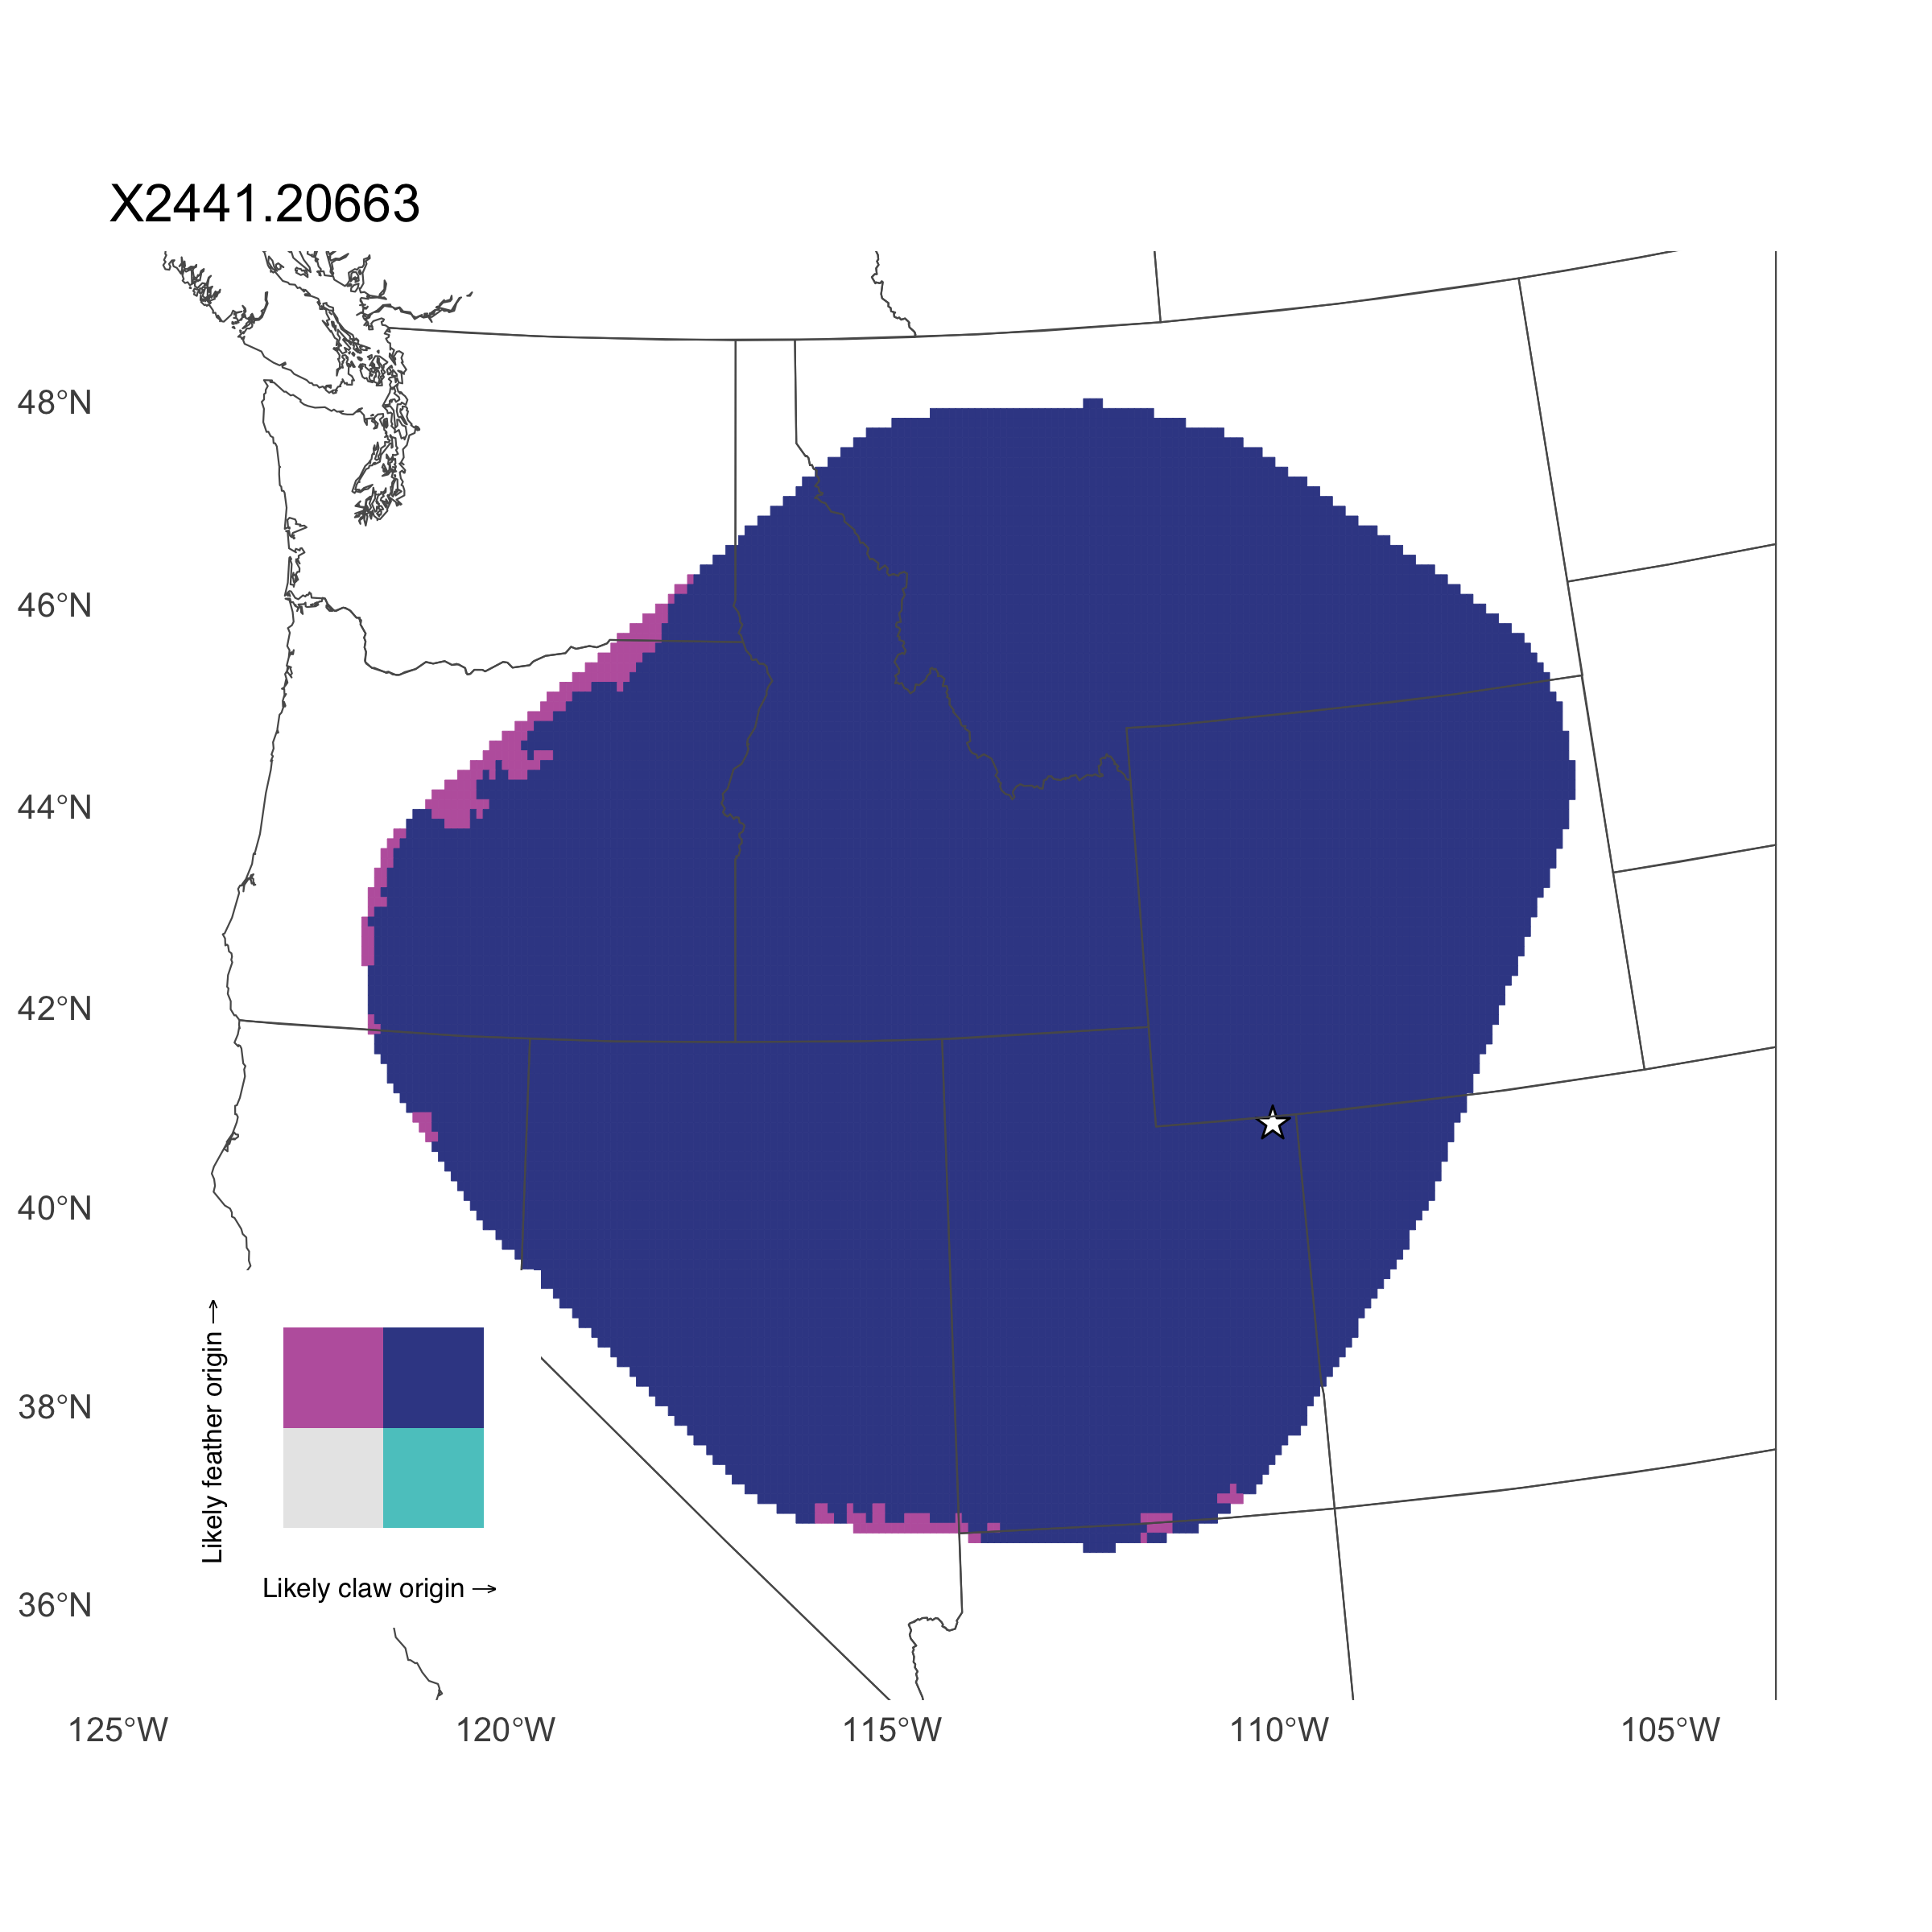 X2441.20663
48°N
46°N
44°N
42°N
40°N
38°N
36°N
Likely feather origin →
Likely claw origin →
125°W
120°W
115°W
110°W
105°W